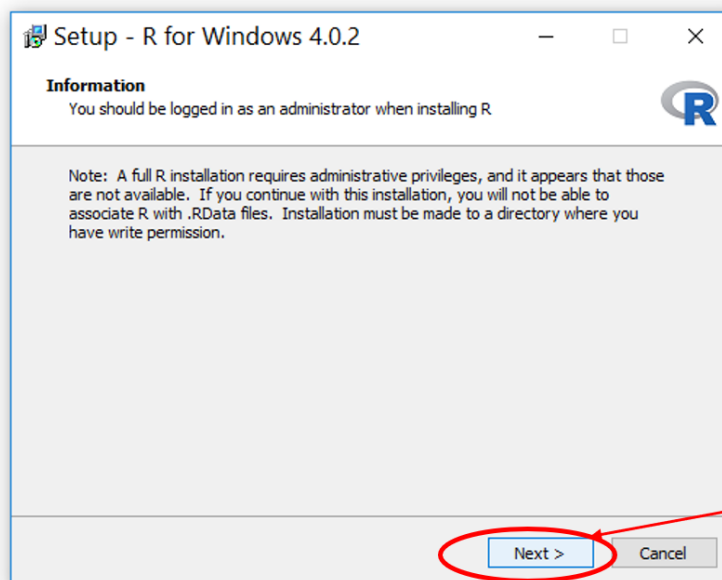 Setup - R for Windows 4.0.2
Information
You should be logged in as an administrator when installing R
R
Note: A full R installation requires administrative privileges, and it appears that those
are not available. If you continue with this installation, you will not be able to
associate R with .RData files. Installation must be made to a directory where you
have write permission.
Next >
Cancel